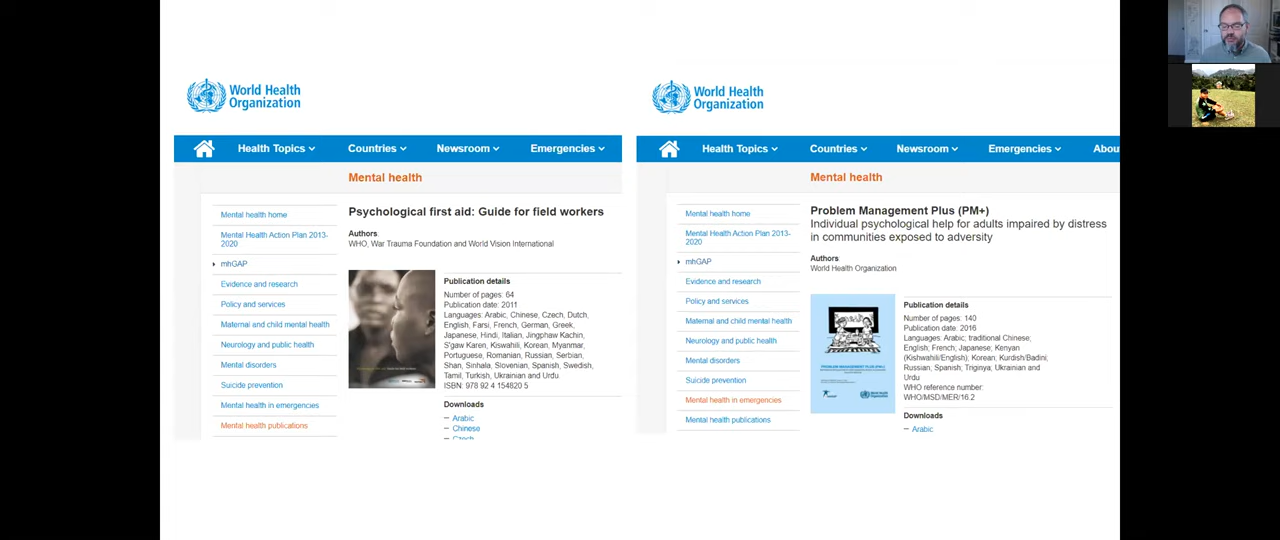 World Health
Organization
Health Topics
Countries
Newsroom
Emergencies
Mental health
Mental health home
Mental Health Action Plan 2013-
2020
mhGAP
Evidence and research
Policy and services
Maternal and child mental health
Neurology and public health
Mental disorders
Suicide prevention
Mental health in emergencies
Mental health publications
Psychological first aid: Guide for field workers
Authors
WHO, War Trauma Foundation and World Vision International
Publication details
Number of pages: 64
Publication date: 2011
Languages: Arabic, Chinese, Czech, Dutch,
English, Farsi, French, German, Greek,
Japanese, Hindi, Italian, Jingphaw Kachin,
S'gaw Karen, Kiswahili, Korean, Myanmar,
Portuguese, Romanian, Russian, Serbian,
Shan, Sinhala, Slovenian, Spanish, Swedish,
Tamil, Turkish, Ukrainian and Urdu
ISBN: 978 92 4 154820 5
Downloads
– Arabic
– Chinese
– Czech
World Health
Organization
Health Topics
Countries
Newsroom
Emergencies
Abou
Mental health
Mental health home
Mental Health Action Plan 2013-
2020
mhGAP
Evidence and research
Policy and services
Maternal and child mental health
Neurology and public health
Mental disorders
Suicide prevention
Mental health in emergencies
Mental health publications
Problem Management Plus (PM+)
Individual psychological help for adults impaired by distress
in communities exposed to adversity
Authors
World Health Organization
PROBLEM MANAGEMENT PLUS (PM+)
World Health
Organization
Publication details
Number of pages: 140
Publication date: 2016
Languages: Arabic; traditional Chinese;
English; French; Japanese; Kenyan
(Kishwahili/English); Korean; Kurdish/Badini;
Russian, Spanish, Triginya; Ukrainian and
Urdu
WHO reference number:
WHO/MSD/MER/16.2
Downloads
– Arabic